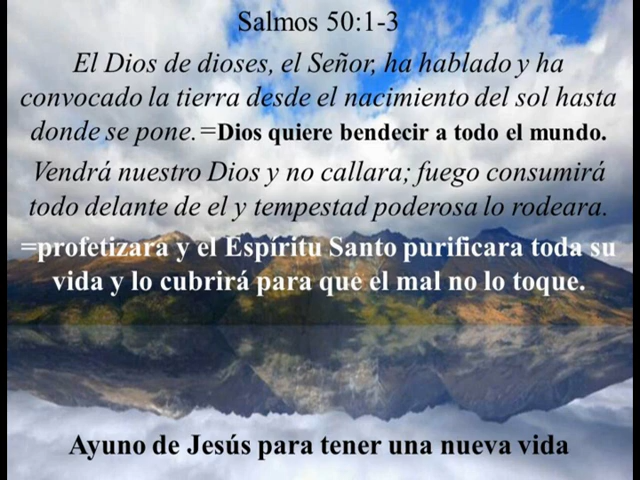 Salmos 50:1-3
El Dios de dioses, el Señor, ha hablado y ha
convocado la tierra desde el nacimiento del sol hasta
donde se pone.=Dios quiere bendecir a todo el mundo.
Vendrá nuestro Dios y no callara; fuego consumirá
todo delante de el y tempestad poderosa lo rodeara.
=profetizara y el Espíritu Santo purificara toda su
vida y lo cubrirá para que el mal no lo toque.
Ayuno de Jesús para tener una nueva vida